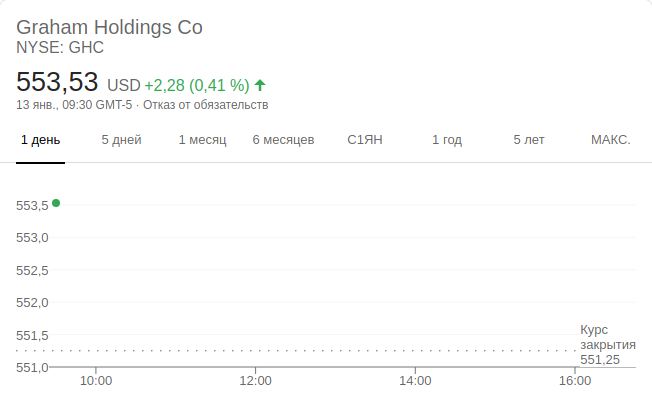 Graham Holdings Co
NYSE: GHC
553,53 USD +2,28 (0,41 %)
13 янв., 09:30 GMT-5 · Отказ от обязательств
1 день 5 дней 1 месяц 6 месяцев С1ЯН 1 год 5 лет МАКС.
553,5
553,0
552,5
552,0
551,5
551,0
Курс
закрытия
551,25
10:00 12:00 14:00 16:00